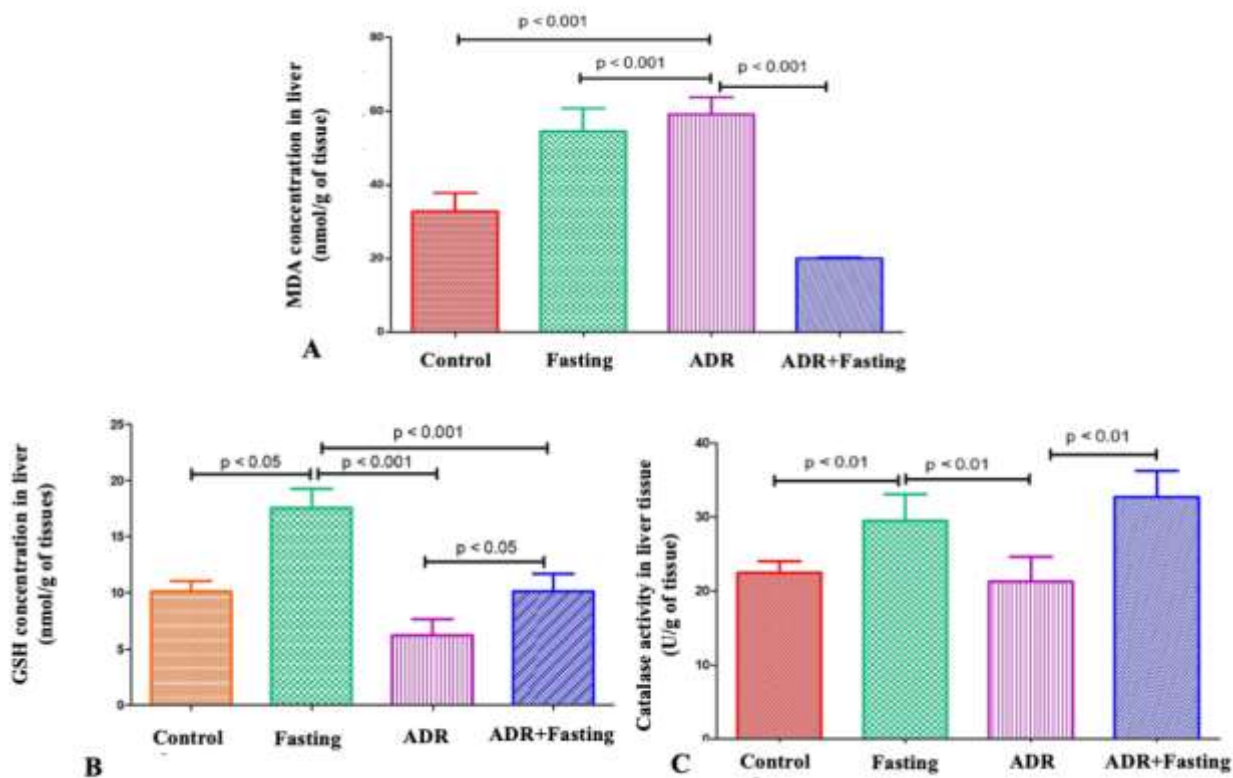 p < 0.001
p < 0.001
p < 0.001
MDA concentration in liver
(nmol/g of tissue)
80
60
40
20
0
A
Control
Fasting
ADR
ADR+Fasting
GSH concentration in liver
(nmol/g of tissues)
25
20
15
10
5
0
p < 0.001
p < 0.05
p < 0.001
p < 0.05
Control
Fasting
ADR
ADR+Fasting
B
Catalase activity in liver tissue
(U/g of tissue)
40
30
20
10
0
p < 0.01
p < 0.01
p < 0.01
Control
Fasting
ADR
ADR+Fasting
C